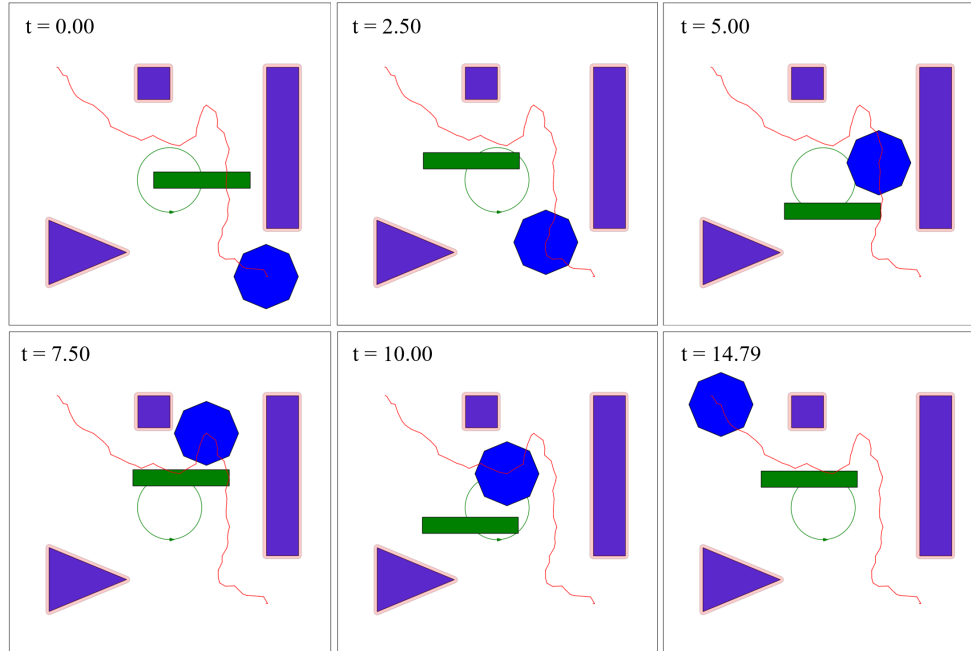 t = 0.00
t = 2.50
t = 5.00
t = 7.50
t = 10.00
t = 14.79